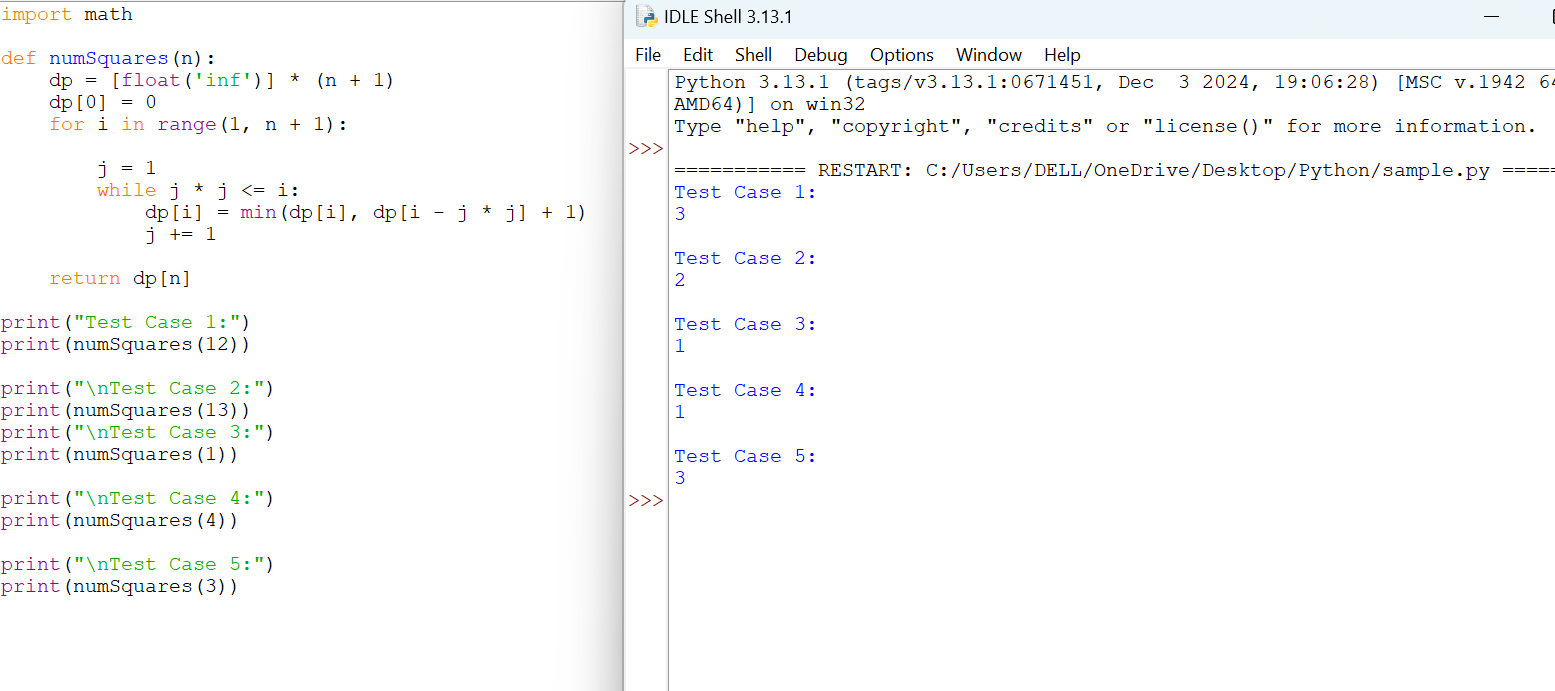 import math
def numSquares(n):
    dp = [float('inf')] * (n + 1)
    dp[0] = 0
    for i in range(1, n + 1):
        j = 1
        while j * j <= i:
            dp[i] = min(dp[i], dp[i - j * j] + 1)
            j += 1
    return dp[n]
print("Test Case 1:")
print(numSquares(12))
print("\nTest Case 2:")
print(numSquares(13))
print("\nTest Case 3:")
print(numSquares(1))
print("\nTest Case 4:")
print(numSquares(4))
print("\nTest Case 5:")
print(numSquares(3))
IDLE Shell 3.13.1
File Edit Shell Debug Options Window Help
Python 3.13.1 (tags/v3.13.1:0671451, Dec  3 2024, 19:06:28) [MSC v.1942 64
AMD64)] on win32
Type "help", "copyright", "credits" or "license()" for more information.
>>>
=========== RESTART: C:/Users/DELL/OneDrive/Desktop/Python/sample.py =====
Test Case 1:
3
Test Case 2:
2
Test Case 3:
1
Test Case 4:
1
Test Case 5:
3
>>>